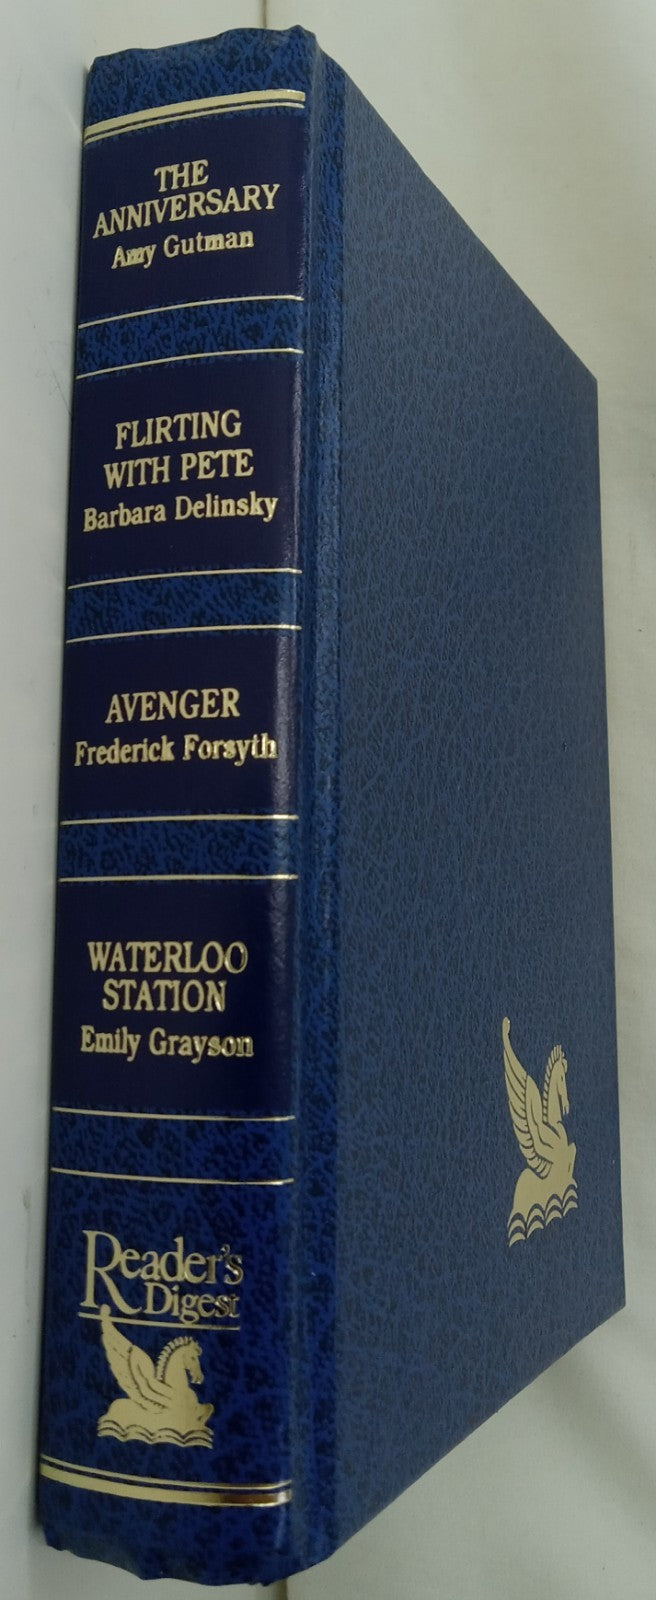 THE
ANNIVERSARY
Amy Gutman
FLIRTING
WITH PETE
Barbara Delinsky
AVENGER
Frederick Forsyth
WATERLOO
STATION
Emily Grayson
Reader's
Digest